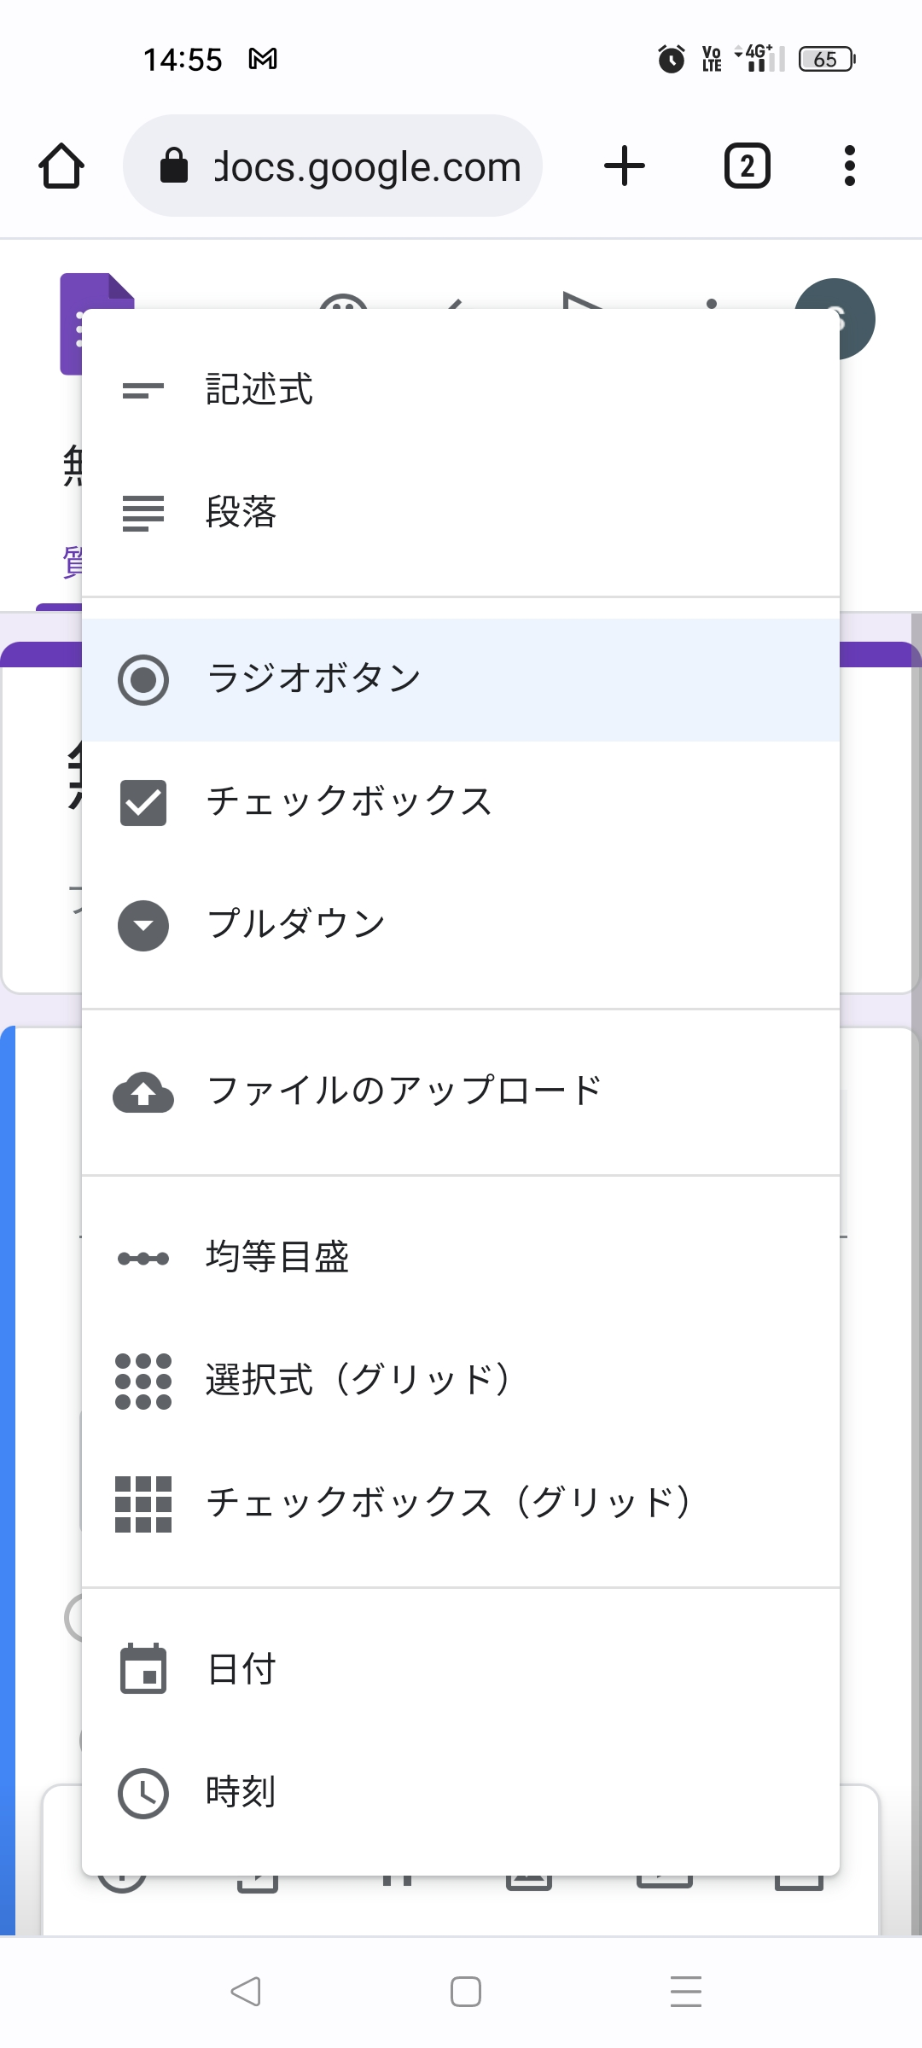 14:55
Vo LTE 4G+ 65
docs.google.com
2
記述式
段落
ラジオボタン
チェックボックス
プルダウン
ファイルのアップロード
均等目盛
選択式（グリッド）
チェックボックス（グリッド）
日付
時刻